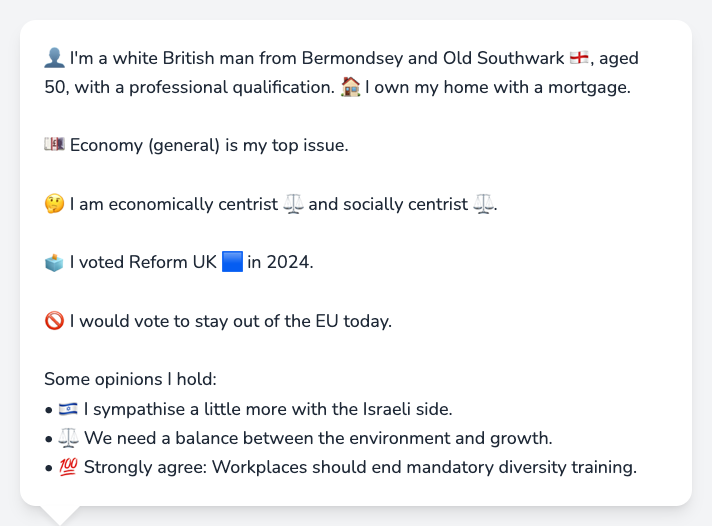 👤 I'm a white British man from Bermondsey and Old Southwark 🏴󠁧󠁢󠁥󠁮󠁧󠁿, aged
50, with a professional qualification. 🏠 I own my home with a mortgage.
💷 Economy (general) is my top issue.
🤔 I am economically centrist ⚖️ and socially centrist ⚖️.
🗳️ I voted Reform UK 🟦 in 2024.
🚫 I would vote to stay out of the EU today.
Some opinions I hold:
• 🇮🇱 I sympathise a little more with the Israeli side.
• ⚖️ We need a balance between the environment and growth.
• 💯 Strongly agree: Workplaces should end mandatory diversity training.